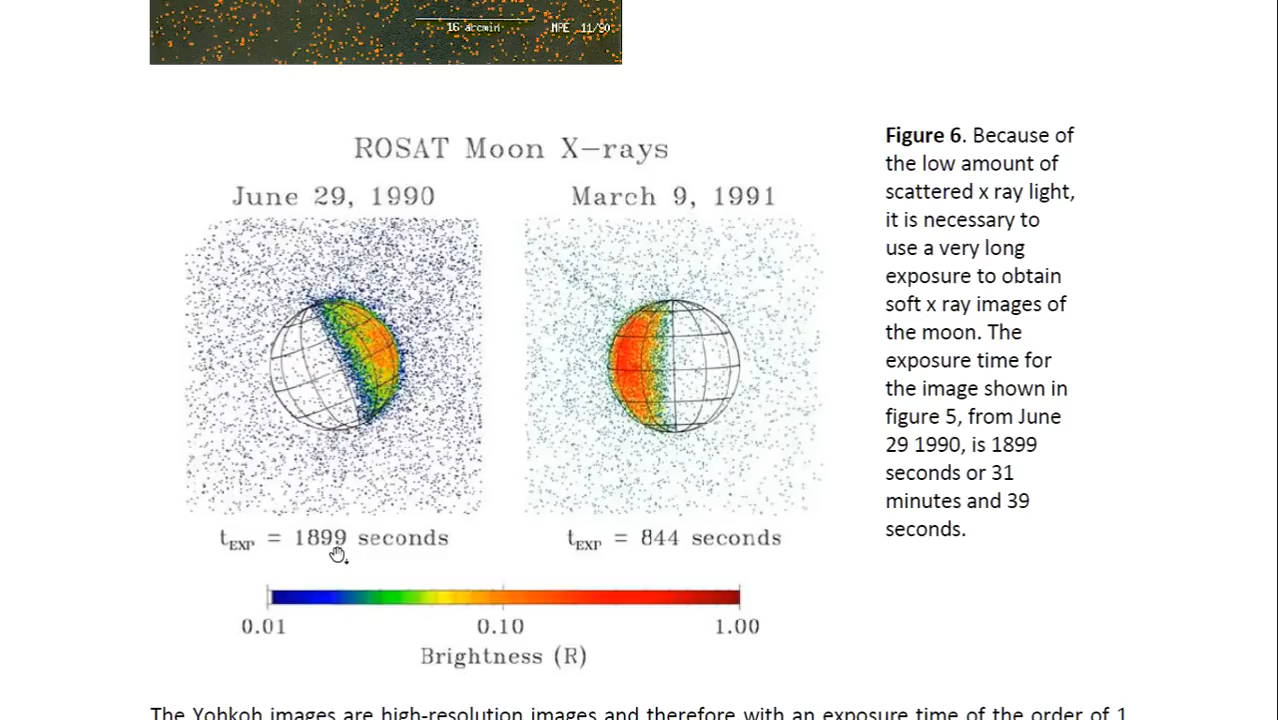 16 arcmin MPE 11/90
ROSAT Moon X-rays
June 29, 1990
March 9, 1991
tEXP = 1899 seconds
tEXP = 844 seconds
0.01 0.10 1.00
Brightness (R)
Figure 6. Because of
the low amount of
scattered x ray light,
it is necessary to
use a very long
exposure to obtain
soft x ray images of
the moon. The
exposure time for
the image shown in
figure 5, from June
29 1990, is 1899
seconds or 31
minutes and 39
seconds.
The Yohkoh images are high-resolution images and therefore with an exposure time of the order of 1